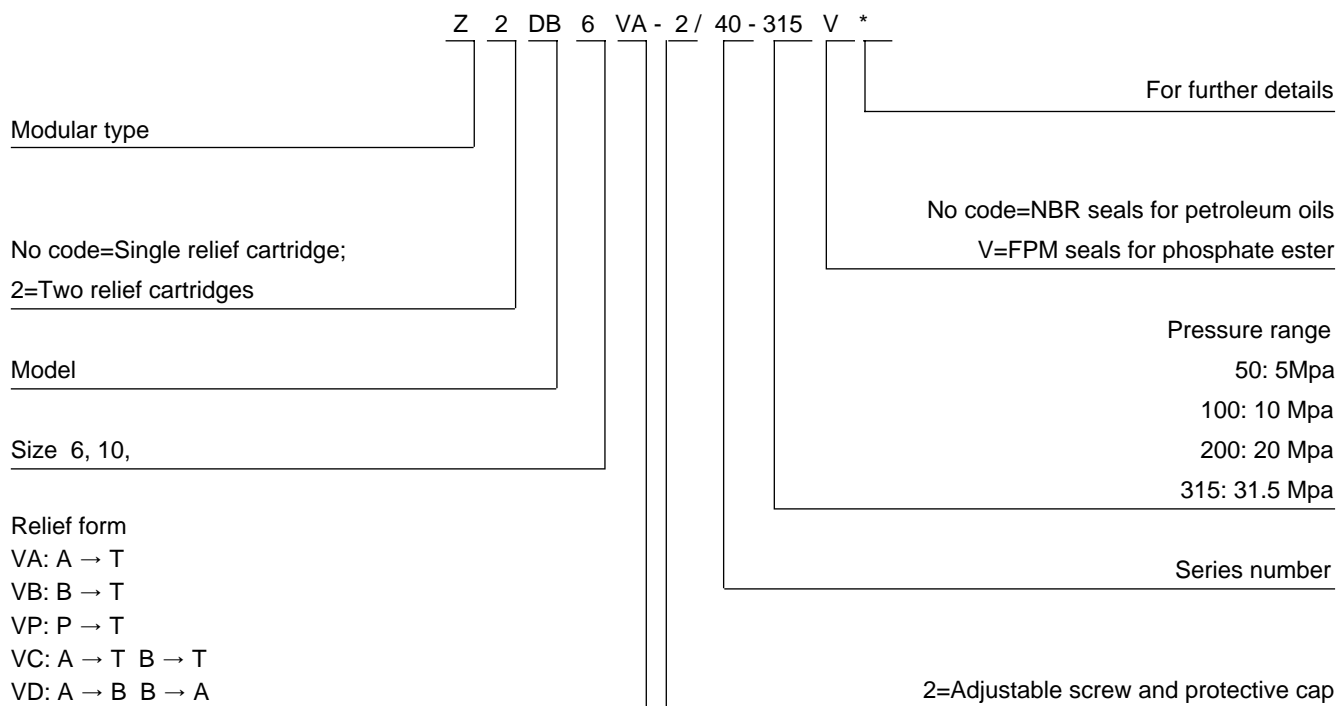 Z 2 DB 6 VA - 2 / 40 - 315 V *
For further details
Modular type
No code=NBR seals for petroleum oils
No code=Single relief cartridge;
V=FPM seals for phosphate ester
2=Two relief cartridges
Pressure range
Model
50: 5Mpa
100: 10 Mpa
Size 6, 10,
200: 20 Mpa
315: 31.5 Mpa
Relief form
VA: A → T
Series number
VB: B → T
VP: P → T
VC: A → T B → T
VD: A → B B → A
2=Adjustable screw and protective cap